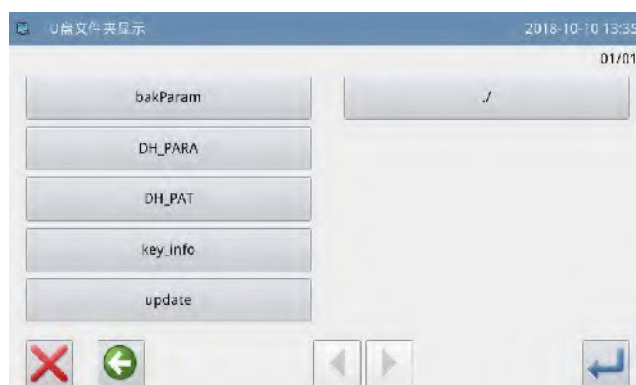 U盘文件夹显示 2018-10-10 13:35
01/01
bakParam ./
DH_PARA
DH_PAT
key_info
update